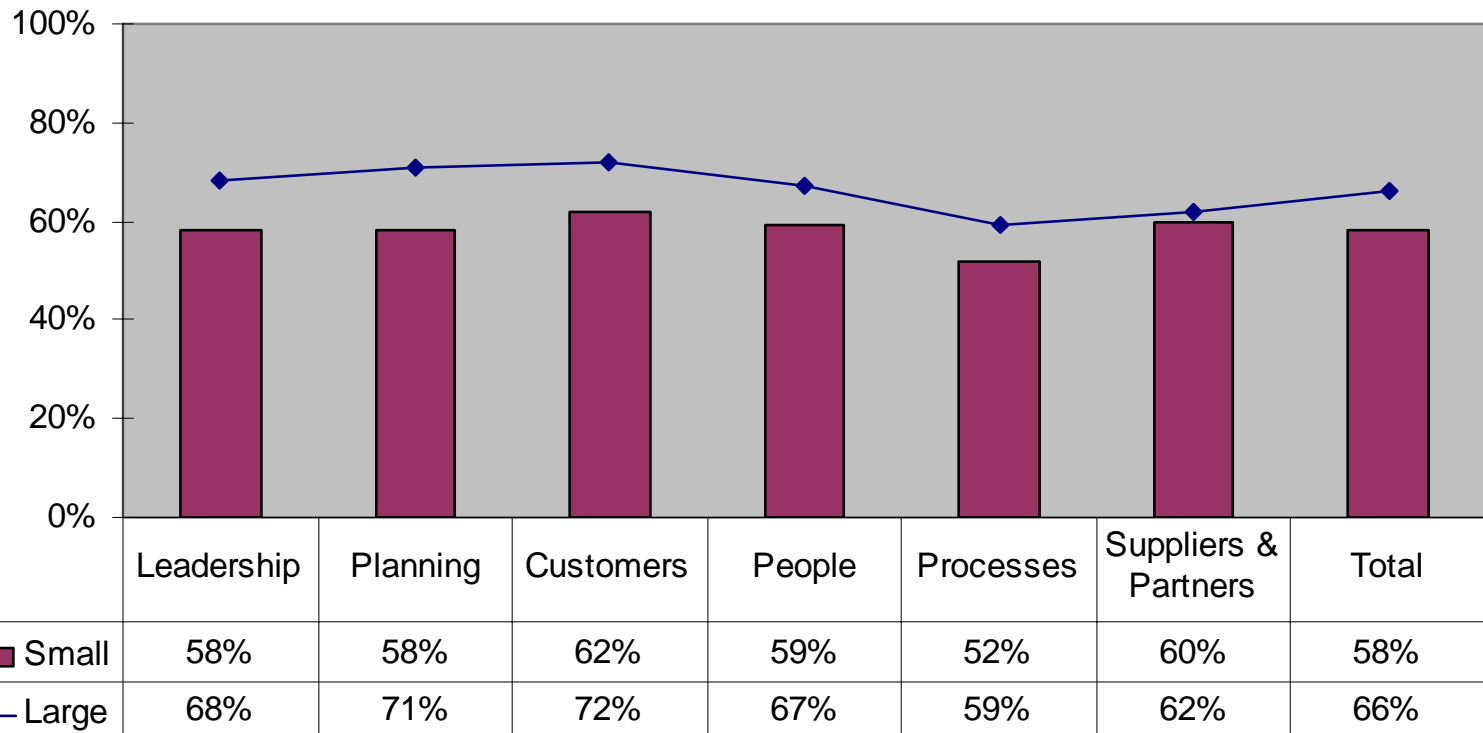 100%
80%
60%
40%
20%
0%
Leadership Planning Customers People Processes Suppliers & Partners Total
Small 58% 58% 62% 59% 52% 60% 58%
Large 68% 71% 72% 67% 59% 62% 66%